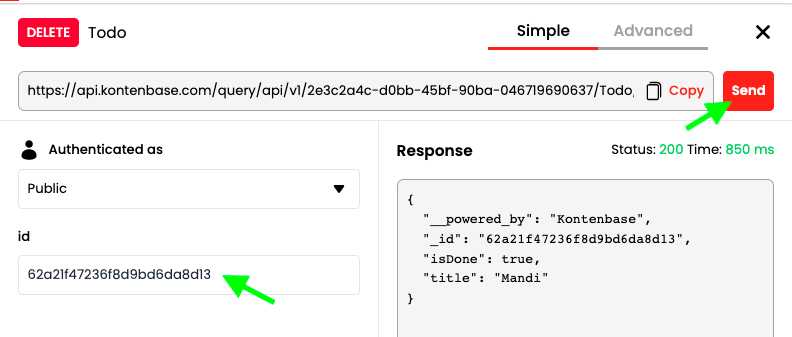 DELETE Todo Simple Advanced
https://api.kontenbase.com/query/api/v1/2e3c2a4c-d0bb-45bf-90ba-046719690637/Todo Copy Send
Authenticated as
Public
id
62a21f47236f8d9bd6da8d13
Response Status: 200 Time: 850 ms
{
"__powered_by": "Kontenbase",
"_id": "62a21f47236f8d9bd6da8d13",
"isDone": true,
"title": "Mandi"
}